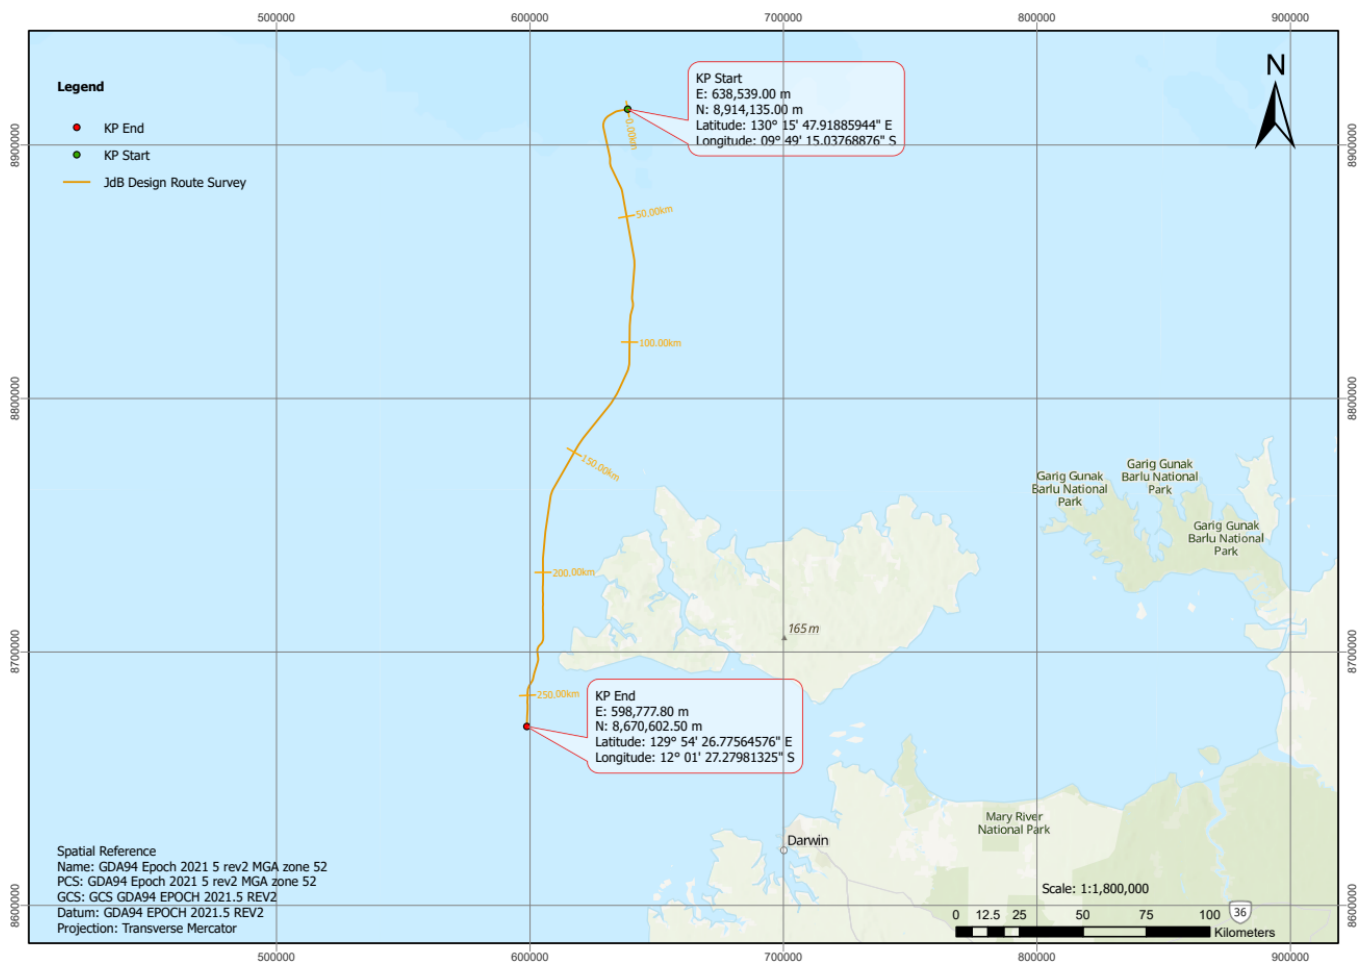 500000
600000
700000
800000
900000
Legend
KP End
KP Start
JdB Design Route Survey
KP Start
E: 638,539.00 m
N: 8,914,135.00 m
Latitude: 130° 15' 47.91885944" E
Longitude: 09° 49' 15.03768876" S
N
0.00km
8900000
8900000
50.00km
100.00km
8800000
8800000
150.00km
Garig Gunak
Barlu National
Park
Garig Gunak
Barlu National
Park
Garig Gunak
Barlu National
Park
200.00km
165 m
8700000
8700000
250.00km
KP End
E: 598,777.80 m
N: 8,670,602.50 m
Latitude: 129° 54' 26.77564576" E
Longitude: 12° 01' 27.27981325" S
Mary River
National Park
Darwin
Spatial Reference
Name: GDA94 Epoch 2021 5 rev2 MGA zone 52
PCS: GDA94 Epoch 2021 5 rev2 MGA zone 52
GCS: GCS GDA94 EPOCH 2021.5 REV2
Datum: GDA94 EPOCH 2021.5 REV2
Projection: Transverse Mercator
Scale: 1:1,800,000
0 12.5 25 50 75 100
Kilometers
36
8600000
8600000
500000
600000
700000
800000
900000